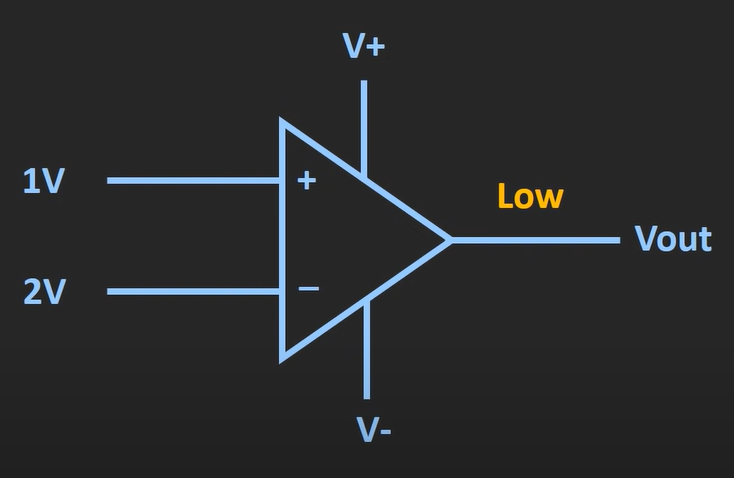 V+
1V
+
Low
Vout
2V
–
V-